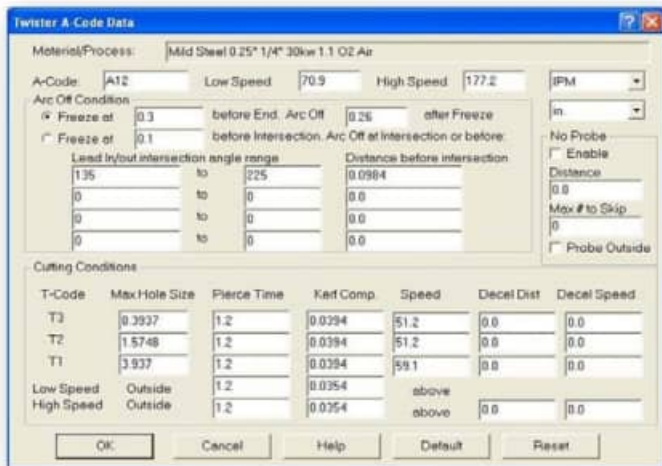 Twister A-Code Data
Material/Process: Mild Steel 0.25" 1/4" 30kw 1.1 O2 Air
A-Code: A12 Low Speed 70.9 High Speed 177.2 IPM
Arc Off Condition in.
Freeze at 0.3 before End. Arc Off 0.26 after Freeze
Freeze at 0.1 before Intersection. Arc Off at Intersection or before:
No Probe
Enable
Lead In/out intersection angle range Distance before intersection
Distance
135 to 225 0.0984
0.0
0 to 0 0.0
Max # to Skip
0 to 0 0.0
0
0 to 0 0.0
Probe Outside
Cutting Conditions
T-Code Max Hole Size Pierce Time Kerf Comp. Speed Decel Dist Decel Speed
T3 0.3937 1.2 0.0394 51.2 0.0 0.0
T2 1.5748 1.2 0.0394 51.2 0.0 0.0
T1 3.937 1.2 0.0394 59.1 0.0 0.0
Low Speed Outside 1.2 0.0354 above
High Speed Outside 1.2 0.0354 above 0.0 0.0
OK Cancel Help Default Reset